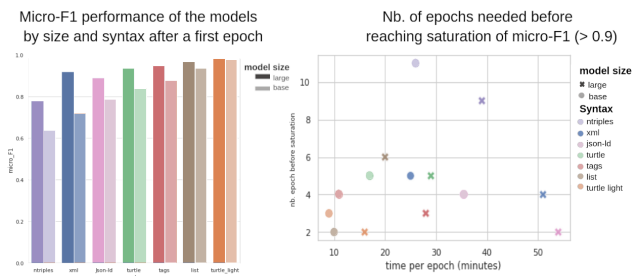 Micro-F1 performance of the models
by size and syntax after a first epoch
1.0
0.8
0.6
0.4
0.2
0.0
micro_F1
ntriples
xml
json-ld
turtle
tags
list
turtle_light
model size
large
base
Nb. of epochs needed before
reaching saturation of micro-F1 (> 0.9)
10
8
6
4
2
nb. epoch before saturation
10
20
30
40
50
time per epoch (minutes)
model size
large
base
Syntax
ntriples
xml
json-ld
turtle
tags
list
turtle light